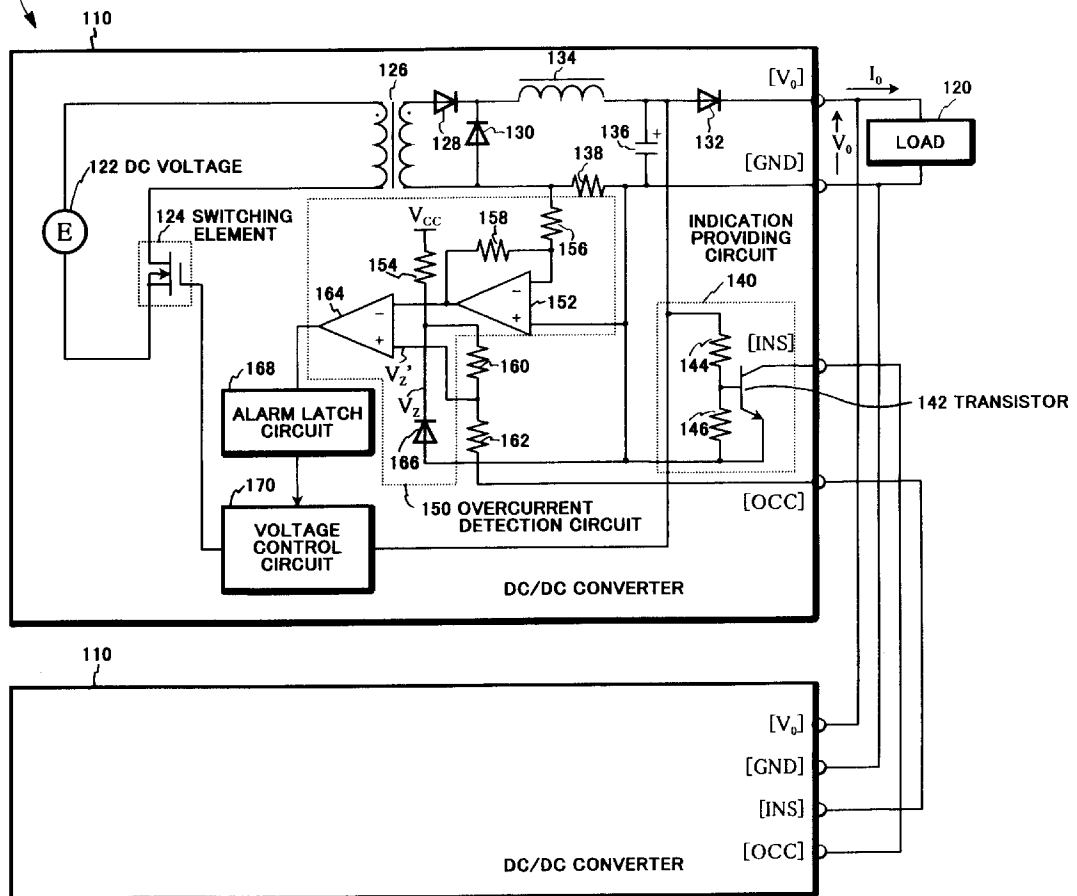 110
126
134
[V₀]
I₀
120
128
130
136
+
132
V₀
LOAD
122 DC VOLTAGE
E
138
[GND]
124 SWITCHING
ELEMENT
V_CC
158
156
INDICATION
PROVIDING
CIRCUIT
154
164
−
152
140
−
+
+
[INS]
144
160
168
V_Z'
142 TRANSISTOR
ALARM LATCH
CIRCUIT
V_Z
146
162
166
170
[OCC]
150 OVERCURRENT
DETECTION CIRCUIT
VOLTAGE
CONTROL
CIRCUIT
DC/DC CONVERTER
110
[V₀]
[GND]
[INS]
[OCC]
DC/DC CONVERTER